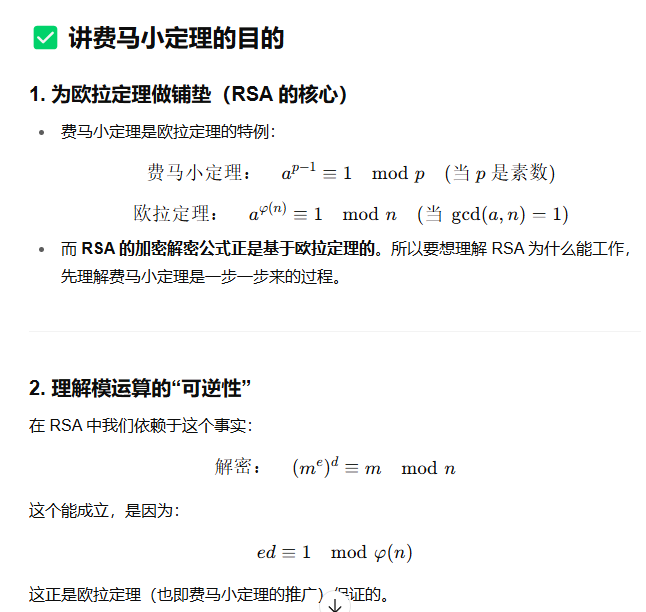 ✅ 讲费马小定理的目的
1. 为欧拉定理做铺垫（RSA 的核心）
• 费马小定理是欧拉定理的特例：
费马小定理： a^{p−1} ≡ 1 mod p （当 p 是素数)
欧拉定理： a^{φ(n)} ≡ 1 mod n （当 gcd(a, n) = 1)
• 而 RSA 的加密解密公式正是基于欧拉定理的。所以要想理解 RSA 为什么能工作，
先理解费马小定理是一步一步来的过程。
2. 理解模运算的“可逆性”
在 RSA 中我们依赖于这个事实：
解密： (m^e)^d ≡ m mod n
这个能成立，是因为：
ed ≡ 1 mod φ(n)
这正是欧拉定理（也即费马小定理的推广）保证的。